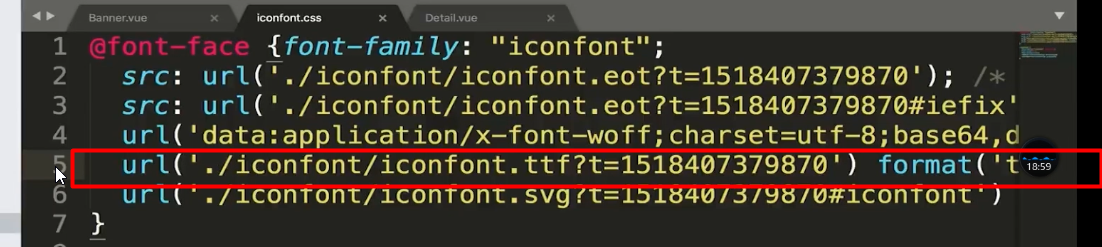 Banner.vue × iconfont.css × Detail.vue ×
1 @font-face {font-family: "iconfont";
2 src: url('./iconfont/iconfont.eot?t=1518407379870'); /*
3 src: url('./iconfont/iconfont.eot?t=1518407379870#iefix'
4 url('data:application/x-font-woff;charset=utf-8;base64,d
5 url('./iconfont/iconfont.ttf?t=1518407379870') format('t
18:59
6 url('./iconfont/iconfont.svg?t=1518407379870#iconfont')
7 }